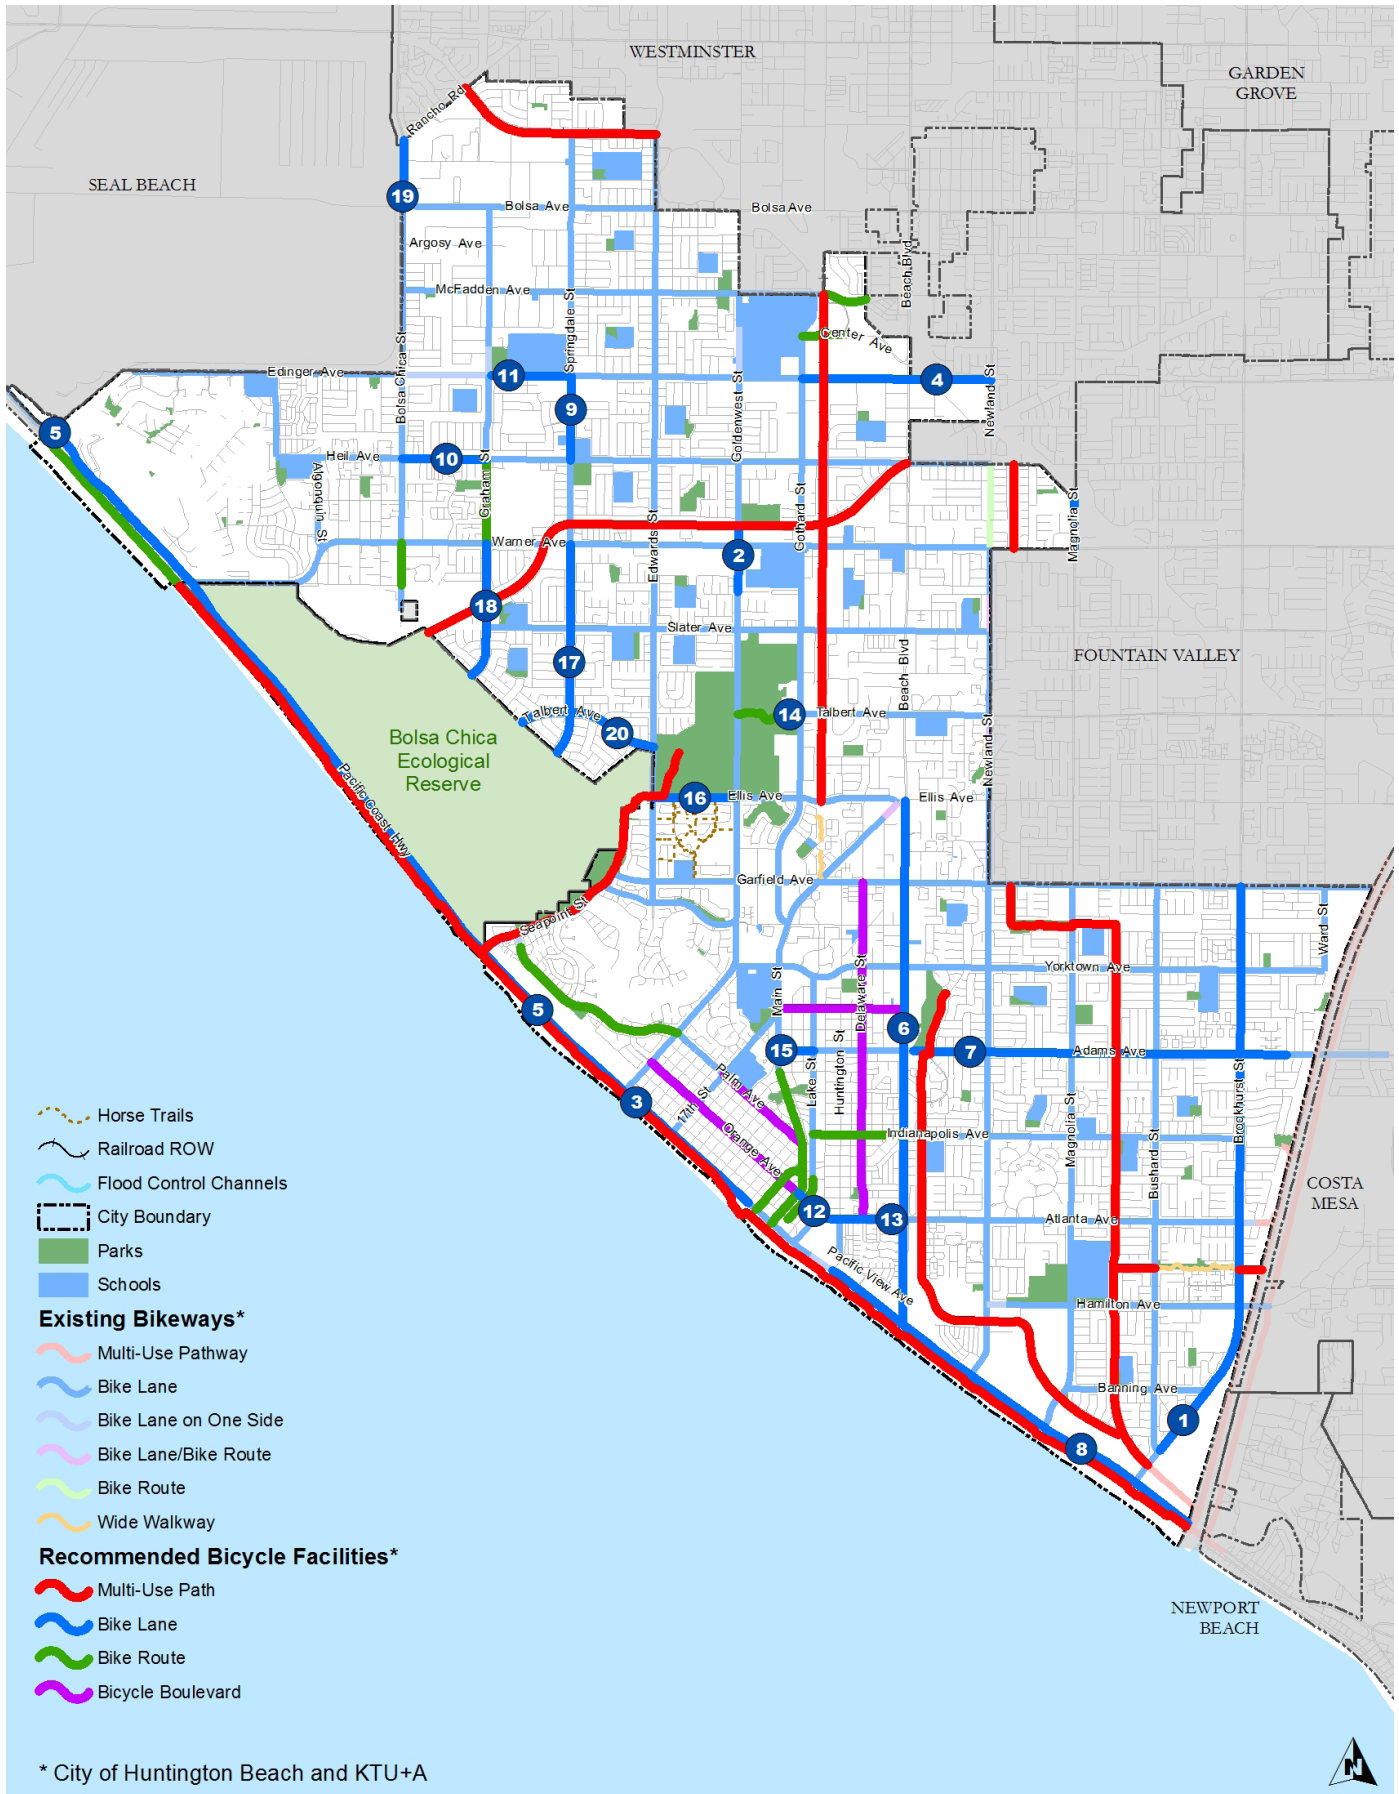 WESTMINSTER
GARDEN
GROVE
Rancho Rd
SEAL BEACH
19
Bolsa Ave
Bolsa Ave
Argosy Ave
Beach Blvd
McFadden Ave
Springdale St
Center Ave
Bolsa Chica St
Edinger Ave
11
4
Goldenwest St
Newland St
9
5
Heil Ave
10
Graham St
Algonquin St
Gothard St
Magnolia St
Edwards St
Warner Ave
2
18
Slater Ave
Beach Blvd
FOUNTAIN VALLEY
17
Talbert Ave
14
Talbert Ave
20
Newland St
Bolsa Chica
Ecological
Reserve
Pacific Coast Hwy
16
Ellis Ave
Ellis Ave
Garfield Ave
Seapoint St
Ward St
Main St
Delaware St
Yorktown Ave
5
6
15
7
Adams Ave
Lake St
Huntington St
Palm Ave
Brookhurst St
3
17th St
Horse Trails
Orange Ave
Indianapolis Ave
Magnolia St
Bushard St
Railroad ROW
Flood Control Channels
COSTA
MESA
City Boundary
12
13
Atlanta Ave
Parks
Pacific View Ave
Schools
Hamilton Ave
Existing Bikeways*
Multi-Use Pathway
Bike Lane
Banning Ave
Bike Lane on One Side
1
Bike Lane/Bike Route
8
Bike Route
Wide Walkway
Recommended Bicycle Facilities*
Multi-Use Path
Bike Lane
NEWPORT
BEACH
Bike Route
Bicycle Boulevard
N
* City of Huntington Beach and KTU+A